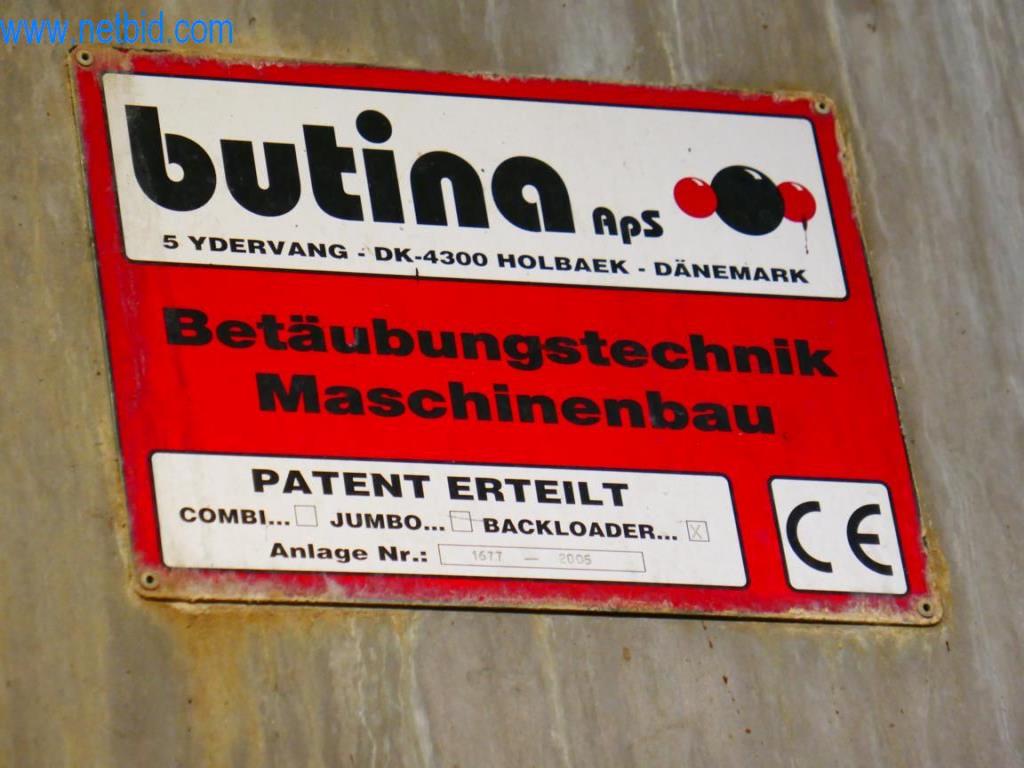 www.netbid.com
butina ApS
5 YDERVANG - DK-4300 HOLBAEK - DÄNEMARK
Betäubungstechnik
Maschinenbau
PATENT ERTEILT
COMBI...☐ JUMBO...☐ BACKLOADER...☒
Anlage Nr.: 1677 — 2005
CE